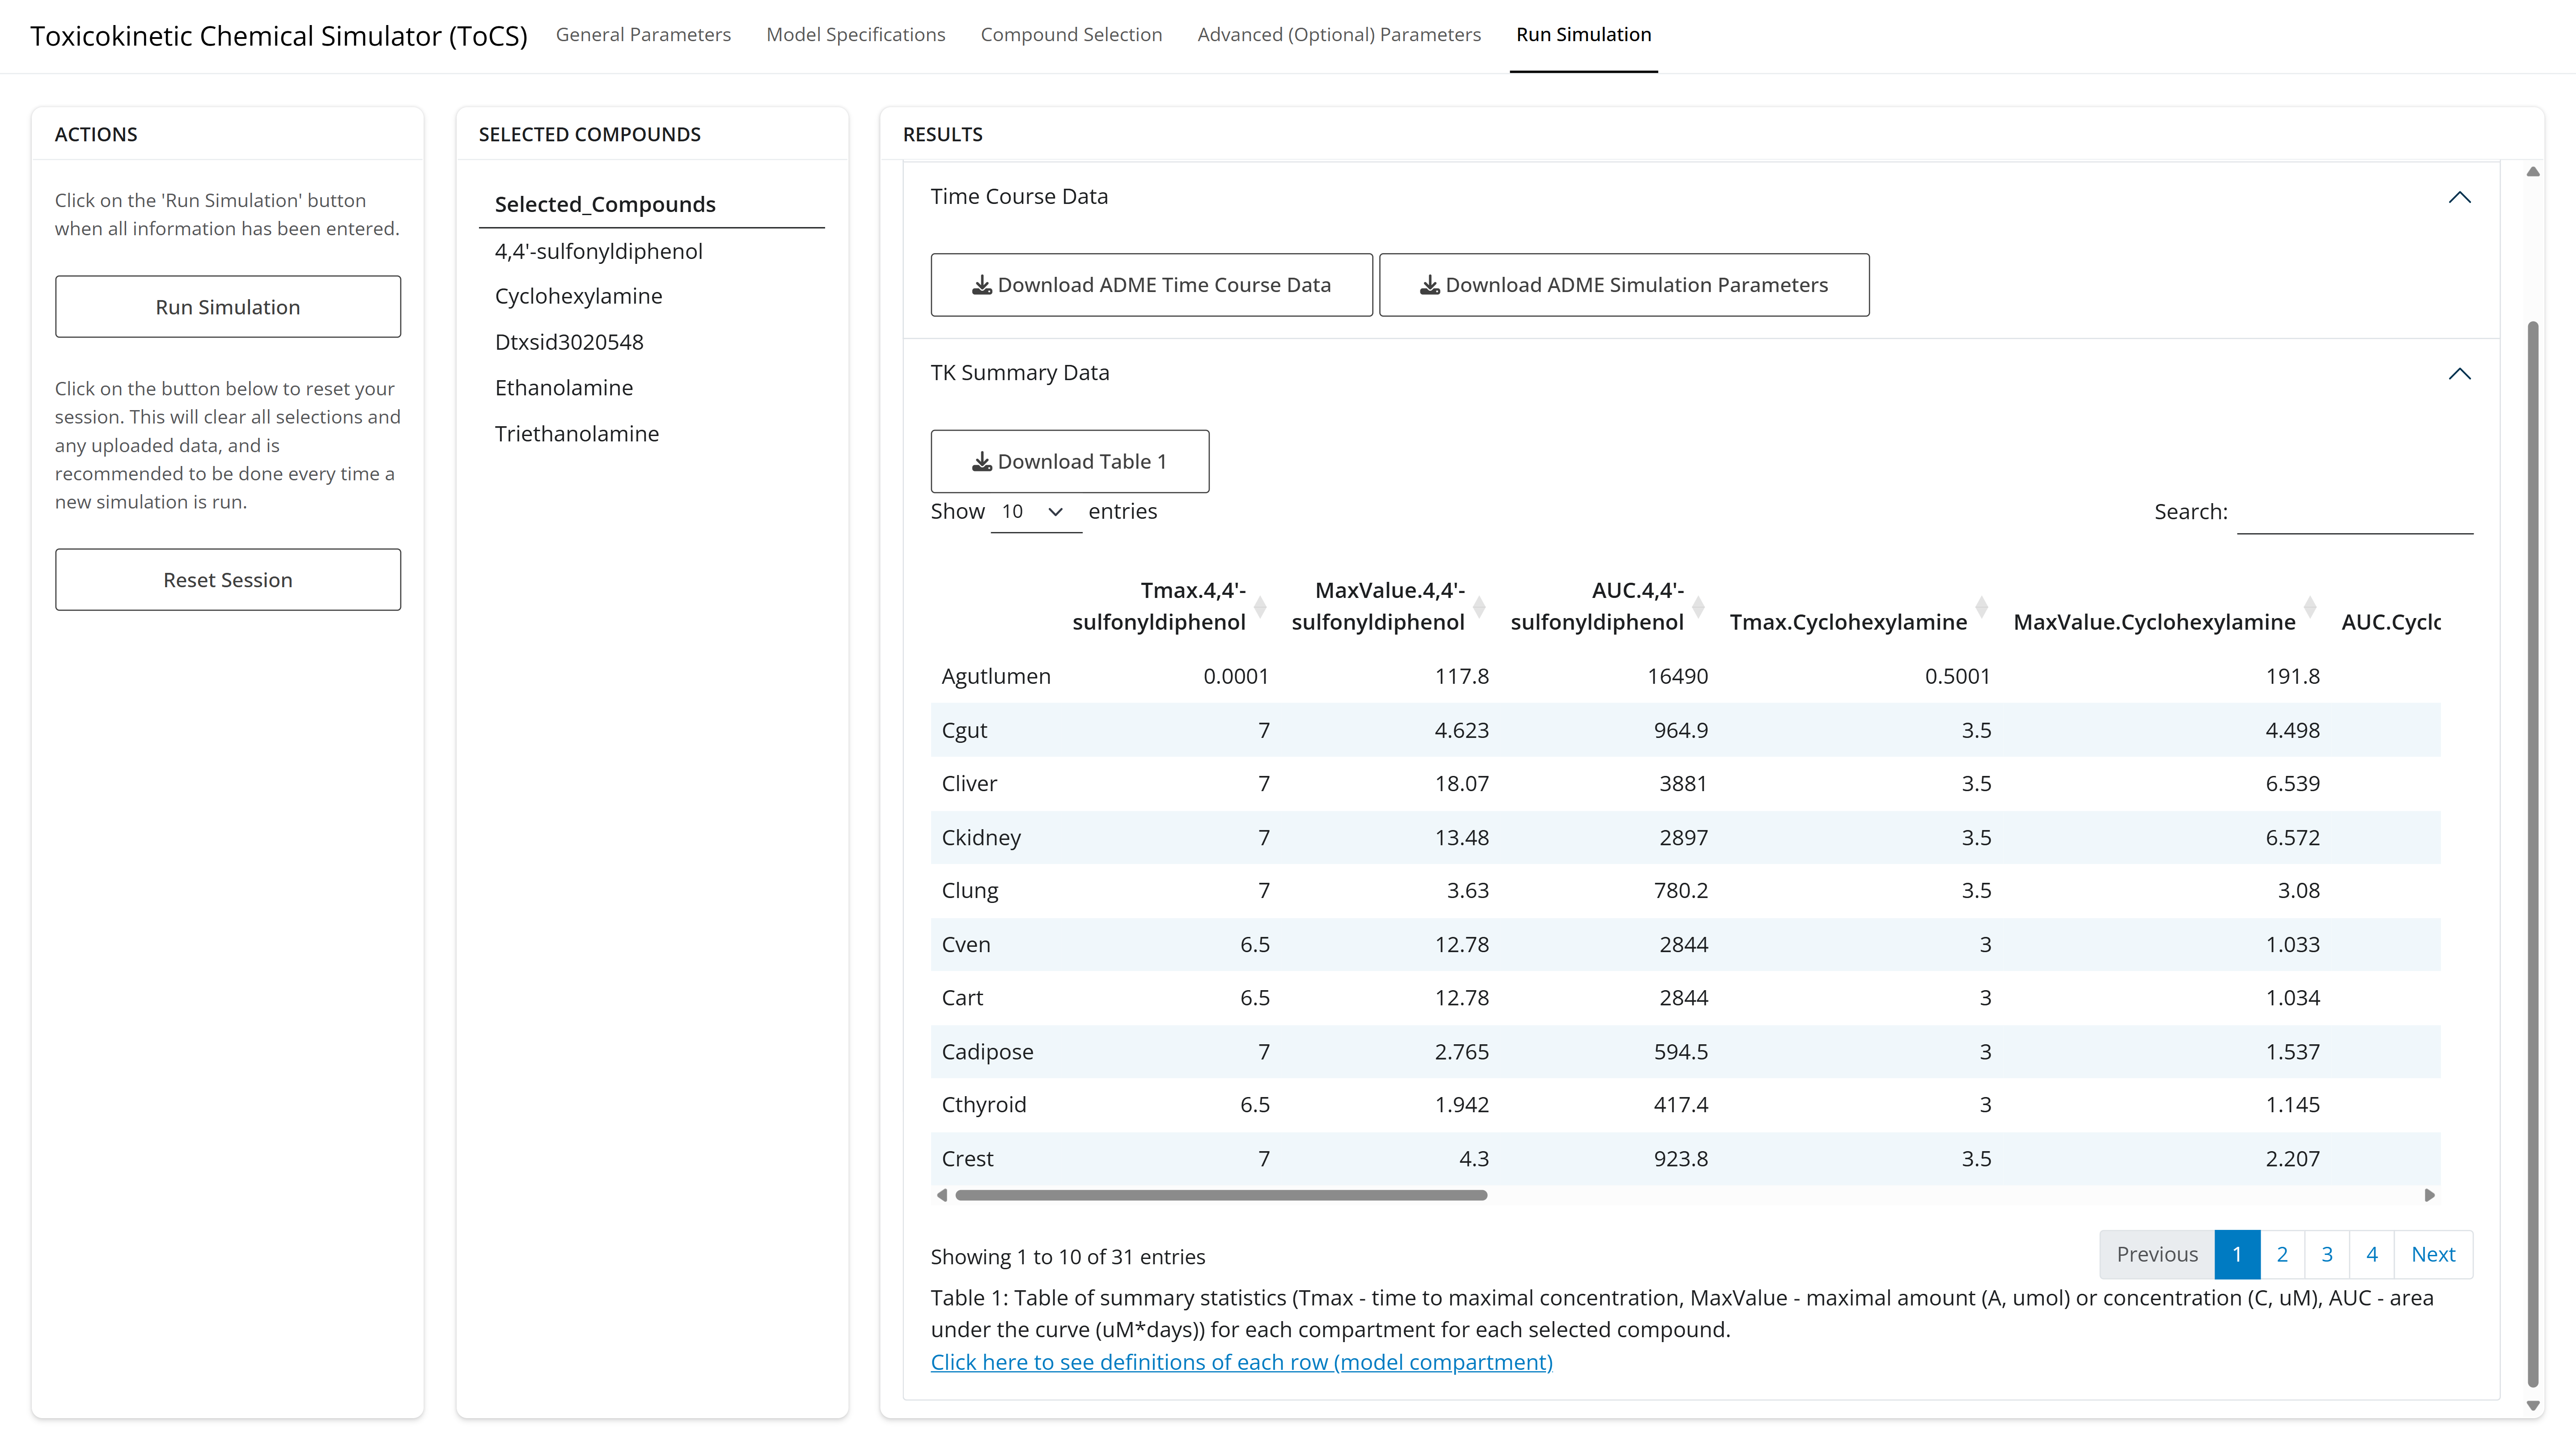 Toxicokinetic Chemical Simulator (ToCS) General Parameters Model Specifications Compound Selection Advanced (Optional) Parameters Run Simulation
ACTIONS
Click on the 'Run Simulation' button
when all information has been entered.
Run Simulation
Click on the button below to reset your
session. This will clear all selections and
any uploaded data, and is
recommended to be done every time a
new simulation is run.
Reset Session
SELECTED COMPOUNDS
Selected_Compounds
4,4'-sulfonyldiphenol
Cyclohexylamine
Dtxsid3020548
Ethanolamine
Triethanolamine
RESULTS
Time Course Data
Download ADME Time Course Data Download ADME Simulation Parameters
TK Summary Data
Download Table 1
Show 10 entries Search:
Tmax.4,4'- MaxValue.4,4'- AUC.4,4'-
sulfonyldiphenol sulfonyldiphenol sulfonyldiphenol Tmax.Cyclohexylamine MaxValue.Cyclohexylamine AUC.Cyclc
Agutlumen 0.0001 117.8 16490 0.5001 191.8
Cgut 7 4.623 964.9 3.5 4.498
Cliver 7 18.07 3881 3.5 6.539
Ckidney 7 13.48 2897 3.5 6.572
Clung 7 3.63 780.2 3.5 3.08
Cven 6.5 12.78 2844 3 1.033
Cart 6.5 12.78 2844 3 1.034
Cadipose 7 2.765 594.5 3 1.537
Cthyroid 6.5 1.942 417.4 3 1.145
Crest 7 4.3 923.8 3.5 2.207
Showing 1 to 10 of 31 entries
Previous 1 2 3 4 Next
Table 1: Table of summary statistics (Tmax - time to maximal concentration, MaxValue - maximal amount (A, umol) or concentration (C, uM), AUC - area
under the curve (uM*days)) for each compartment for each selected compound.
Click here to see definitions of each row (model compartment)